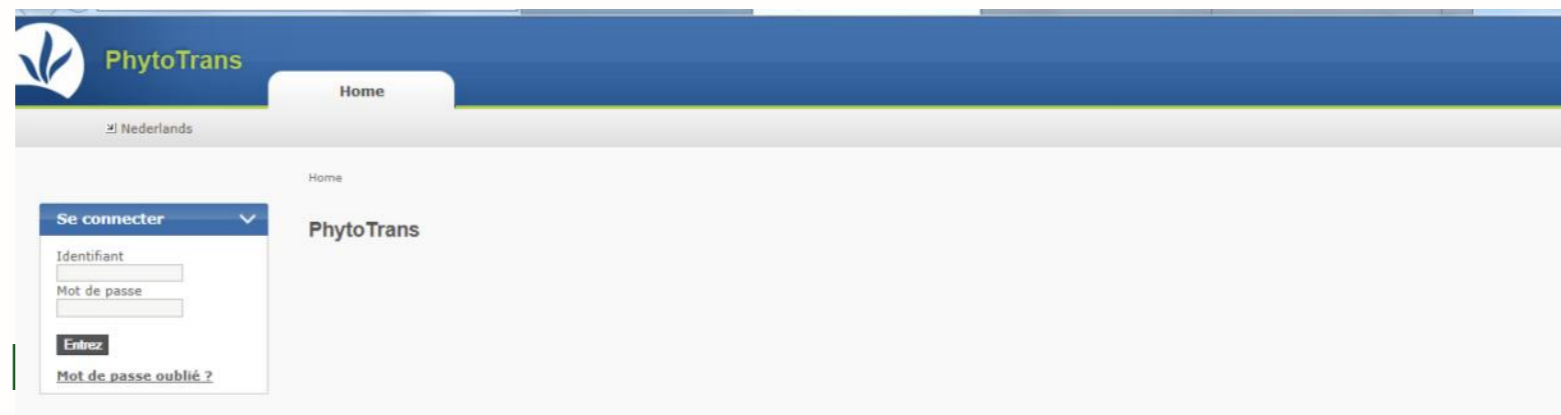 PhytoTrans
Home
Nederlands
Home
Se connecter
PhytoTrans
Identifiant
Mot de passe
Entrez
Mot de passe oublié ?